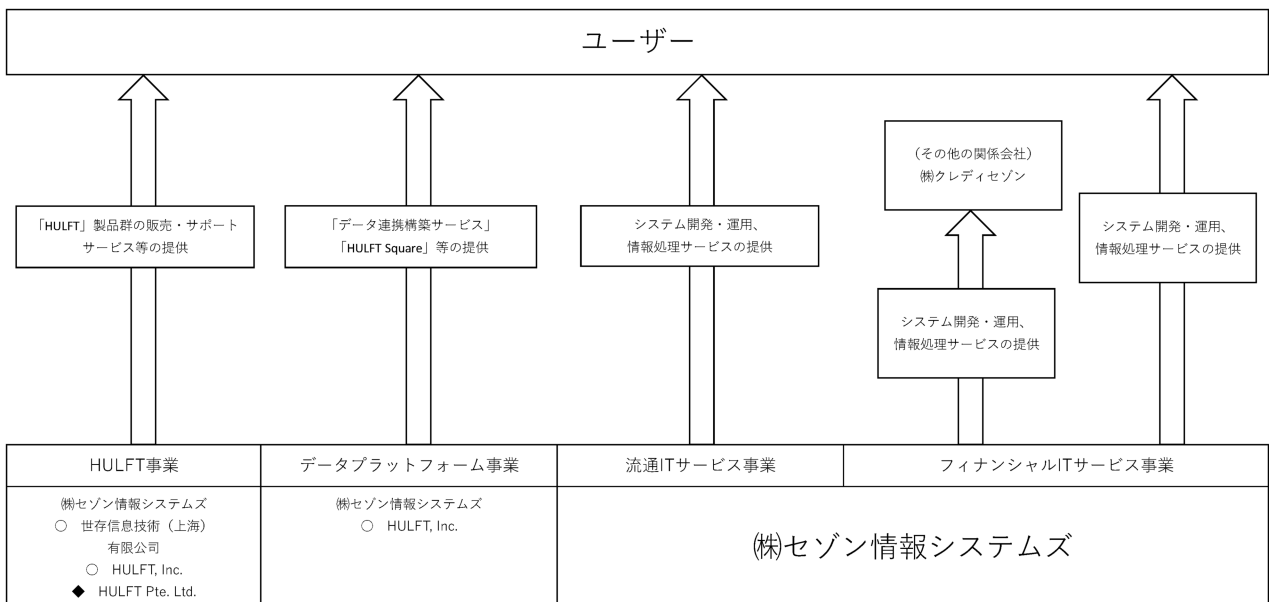 ユーザー
(その他の関係会社)
㈱クレディセゾン
「HULFT」製品群の販売・サポート
サービス等の提供
「データ連携構築サービス」
「HULFT Square」等の提供
システム開発・運用、
情報処理サービスの提供
システム開発・運用、
情報処理サービスの提供
システム開発・運用、
情報処理サービスの提供
HULFT事業
データプラットフォーム事業
流通ITサービス事業
フィナンシャルITサービス事業
㈱セゾン情報システムズ
○ 世存信息技術（上海）
有限公司
○ HULFT, Inc.
◆ HULFT Pte. Ltd.
㈱セゾン情報システムズ
○ HULFT, Inc.
㈱セゾン情報システムズ